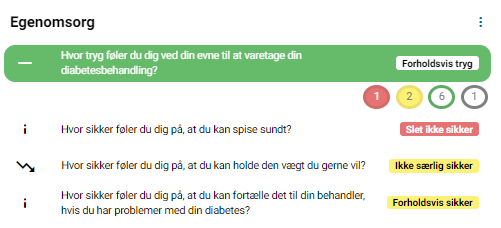 Egenomsorg
Hvor tryg føler du dig ved din evne til at varetage din
diabetesbehandling?
Forholdsvis tryg
1 2 6 1
Hvor sikker føler du dig på, at du kan spise sundt?
Slet ikke sikker
Hvor sikker føler du dig på, at du kan holde den vægt du gerne vil?
Ikke særlig sikker
Hvor sikker føler du dig på, at du kan fortælle det til din behandler,
hvis du har problemer med din diabetes?
Forholdsvis sikker